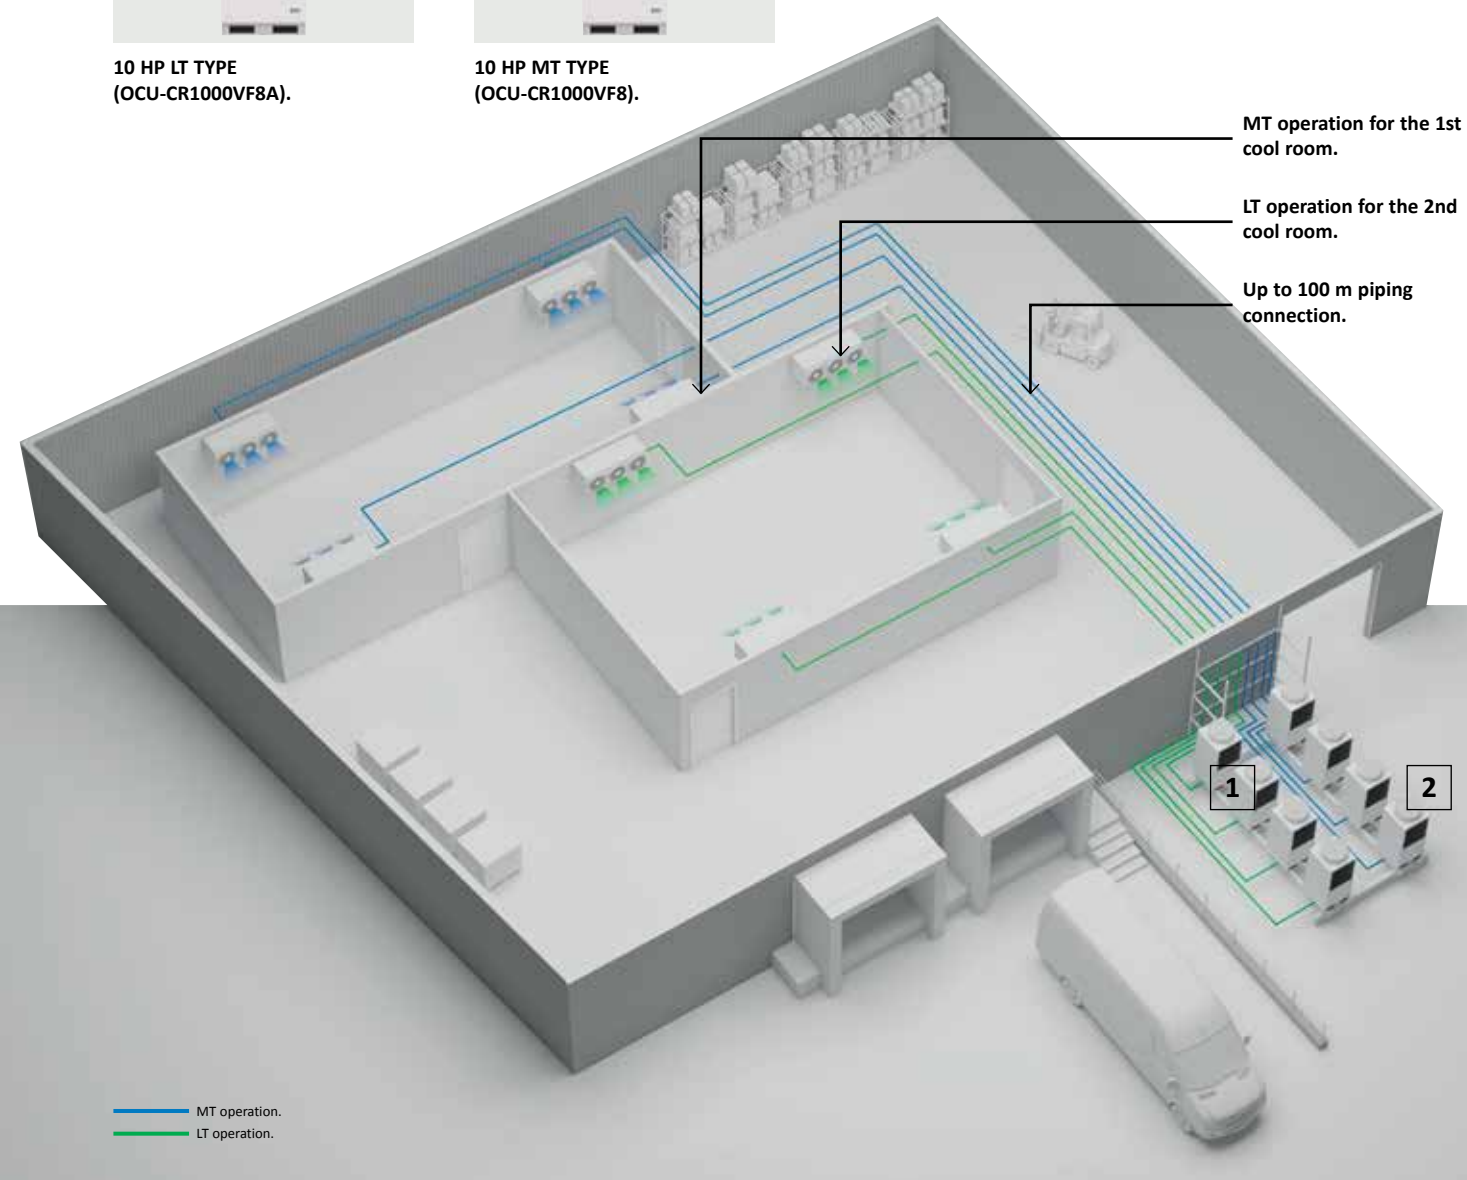 10 HP LT TYPE
(OCU-CR1000VF8A).
10 HP MT TYPE
(OCU-CR1000VF8).
MT operation for the 1st
cool room.
LT operation for the 2nd
cool room.
Up to 100 m piping
connection.
1
2
MT operation.
LT operation.